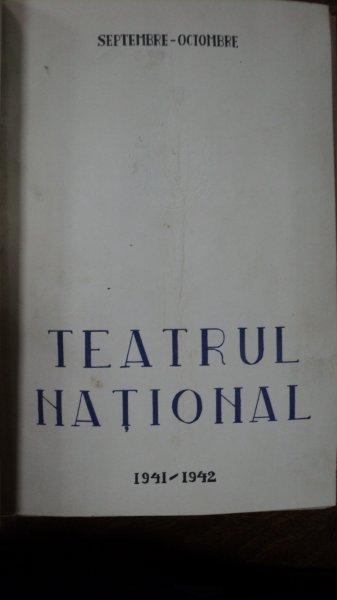 SEPTEMBRE-OCTOMBRE
TEATRUL
NAȚIONAL
1941/1942